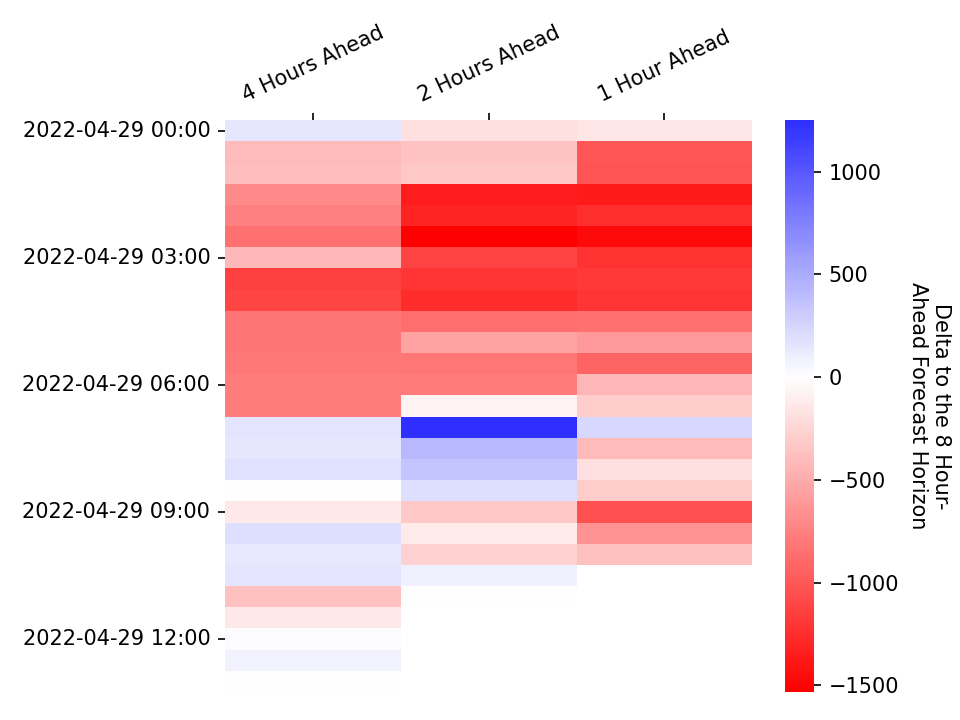 4 Hours Ahead
2 Hours Ahead
1 Hour Ahead
2022-04-29 00:00
2022-04-29 03:00
2022-04-29 06:00
2022-04-29 09:00
2022-04-29 12:00
1000
500
0
−500
−1000
−1500
Delta to the 8 Hour-
Ahead Forecast Horizon